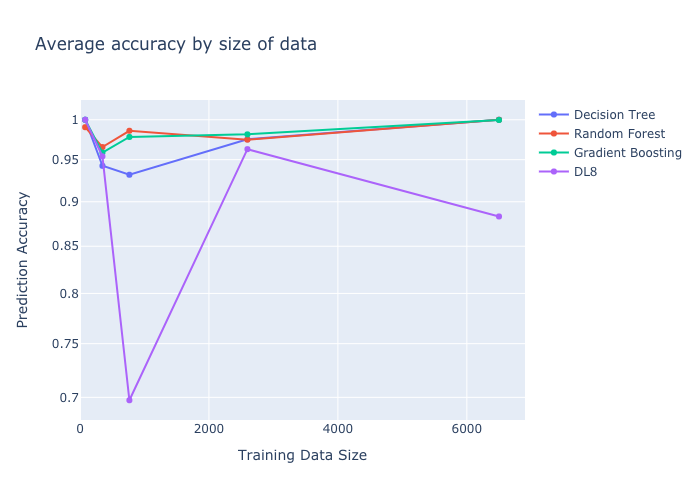 Average accuracy by size of data
Decision Tree
Random Forest
Gradient Boosting
DL8
1
0.95
0.9
0.85
0.8
0.75
0.7
Prediction Accuracy
0
2000
4000
6000
Training Data Size